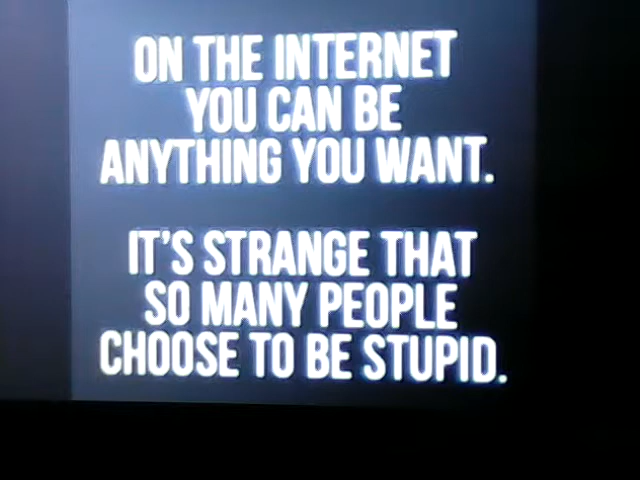 ON THE INTERNET
YOU CAN BE
ANYTHING YOU WANT.
IT'S STRANGE THAT
SO MANY PEOPLE
CHOOSE TO BE STUPID.